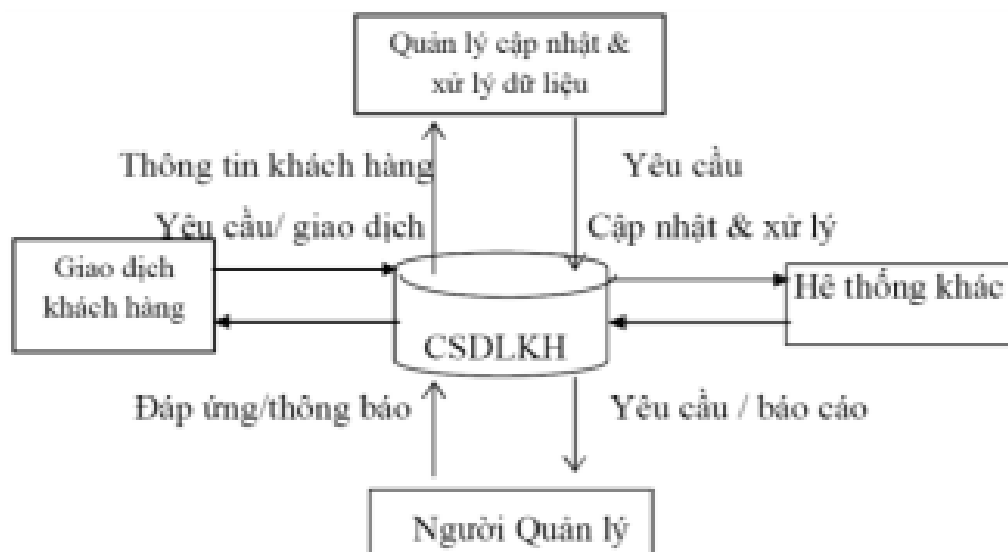 Quản lý cập nhật &
xử lý dữ liệu
Thông tin khách hàng
Yêu cầu
Yêu cầu/ giao dịch
Cập nhật & xử lý
Giao dịch
khách hàng
Hê thống khác
CSDLKH
Đáp ứng/thông báo
Yêu cầu / báo cáo
Người Quản lý